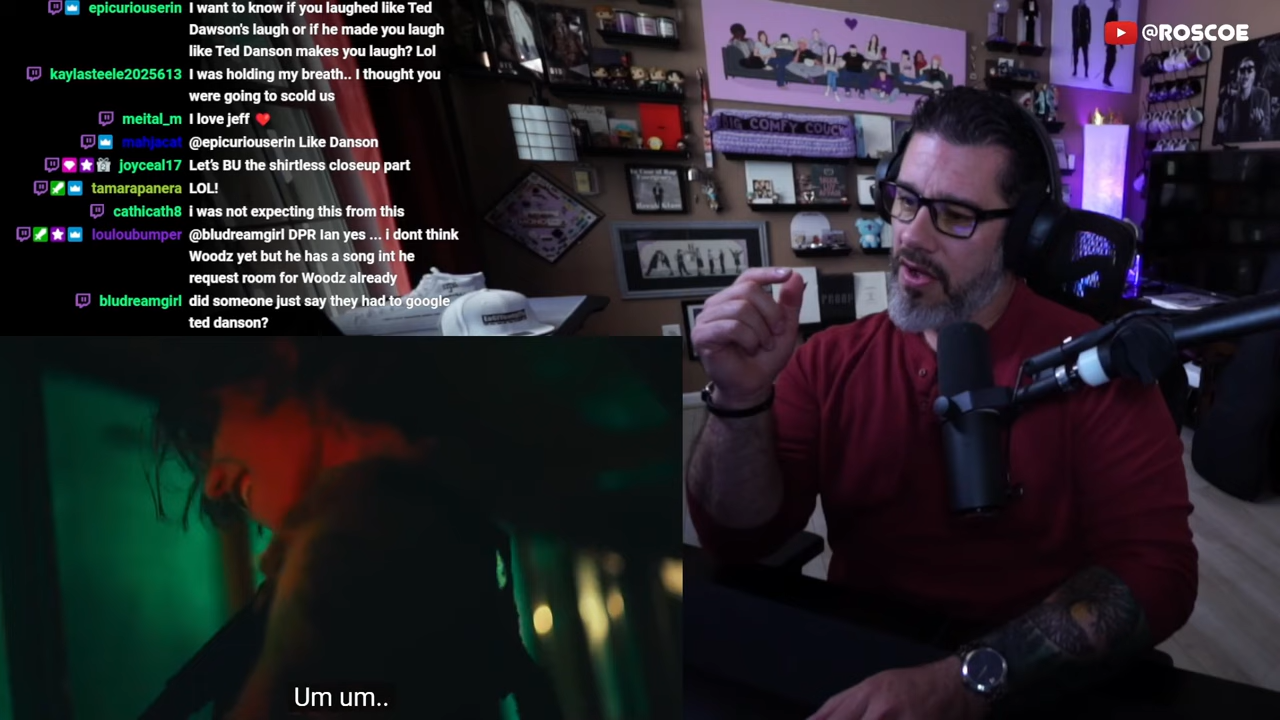 epicuriouserin I want to know if you laughed like Ted
Dawson's laugh or if he made you laugh
like Ted Danson makes you laugh? Lol
kaylasteele2025613 I was holding my breath.. I thought you
were going to scold us
meital_m I love jeff ❤️
mahjacat @epicuriouserin Like Danson
joyceal17 Let's BU the shirtless closeup part
tamarapanera LOL!
cathicath8 i was not expecting this from this
louloubumper @bludreamgirl DPR Ian yes ... i dont think
Woodz yet but he has a song int he
request room for Woodz already
bludreamgirl did someone just say they had to google
ted danson?
@ROSCOE
BIG COMFY COUCH
PROOF
Um um..